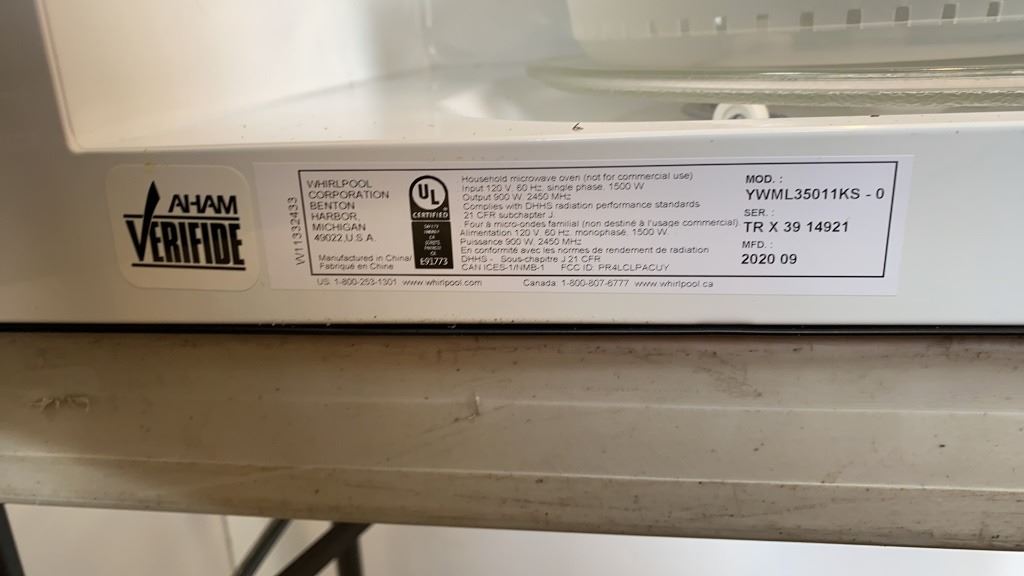 AHAM
VERIFIDE
W11332433
WHIRLPOOL
CORPORATION
BENTON
HARBOR,
MICHIGAN
49022,U.S.A.
Manufactured in China/
Fabriqué en Chine
UL
CERTIFIED
E91773
Household microwave oven (not for commercial use)
Input 120 V, 60 Hz, single phase, 1500 W
Output 900 W, 2450 MHz
Complies with DHHS radiation performance standards
21 CFR subchapter J.
Four à micro-ondes familial (non destiné à l'usage commercial).
Alimentation 120 V, 60 Hz, monophasé, 1500 W
Puissance 900 W, 2450 MHz
En conformité avec les normes de rendement de radiation
DHHS - Sous-chapitre J 21 CFR
CAN ICES-1/NMB-1 FCC ID: PR4LCLPACUY
MOD. :
YWML35011KS - 0
SER. :
TR X 39 14921
MFD. :
2020 09
US: 1-800-253-1301 www.whirlpool.com Canada: 1-800-807-6777 www.whirlpool.ca